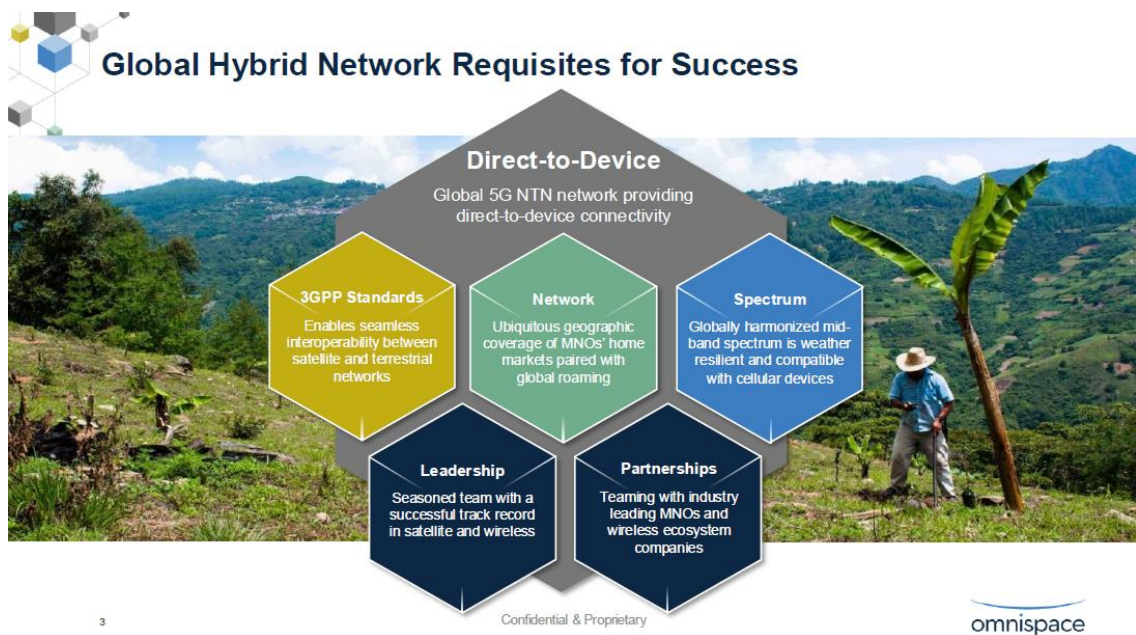 Global Hybrid Network Requisites for Success
Direct-to-Device
Global 5G NTN network providing
direct-to-device connectivity
3GPP Standards
Enables seamless
interoperability between
satellite and terrestrial
networks
Network
Ubiquitous geographic
coverage of MNOs' home
markets paired with
global roaming
Spectrum
Globally harmonized mid-
band spectrum is weather
resilient and compatible
with cellular devices
Leadership
Seasoned team with a
successful track record
in satellite and wireless
Partnerships
Teaming with industry
leading MNOs and
wireless ecosystem
companies
3
Confidential & Proprietary
omnispace